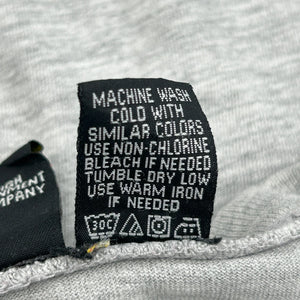 MACHINE WASH
COLD WITH
SIMILAR COLORS
USE NON-CHLORINE
BLEACH IF NEEDED
TUMBLE DRY LOW
USE WARM IRON
IF NEEDED
30C